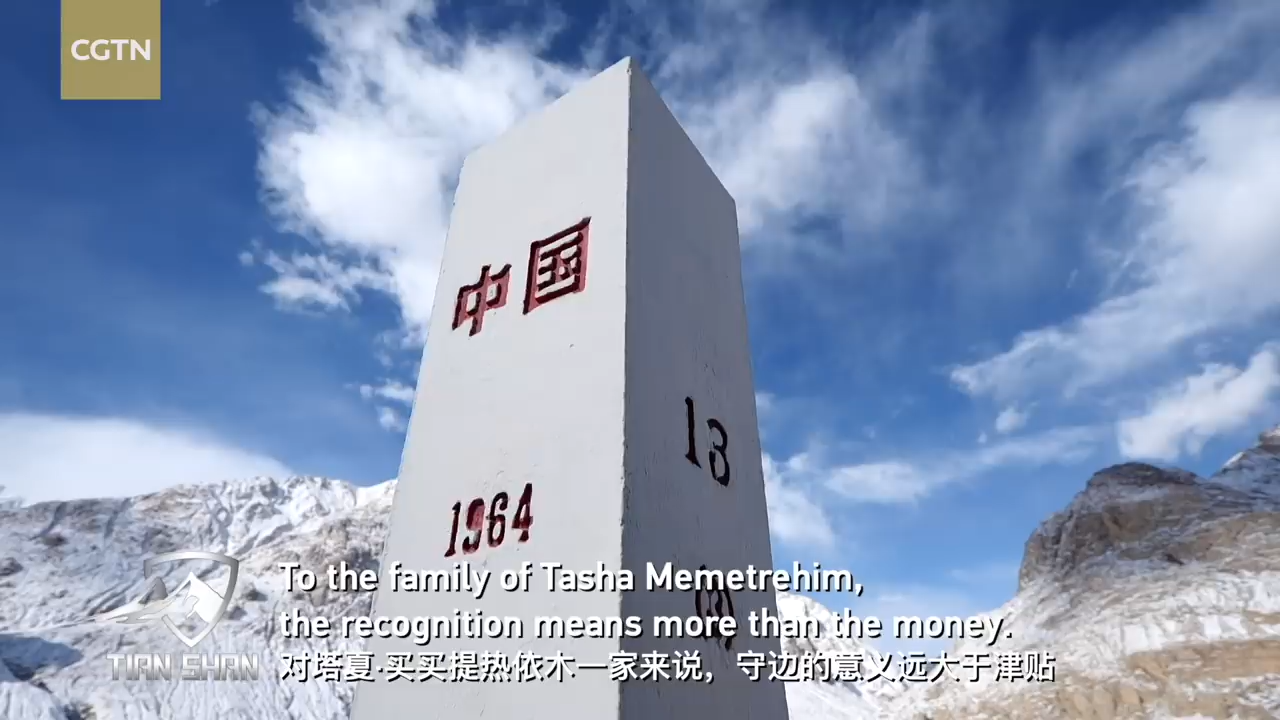 CGTN
中国
13
1964
TIAN SHAN
To the family of Tasha Memetrehim,
the recognition means more than the money.
对塔夏·买买提热依木一家来说，守边的意义远大于津贴